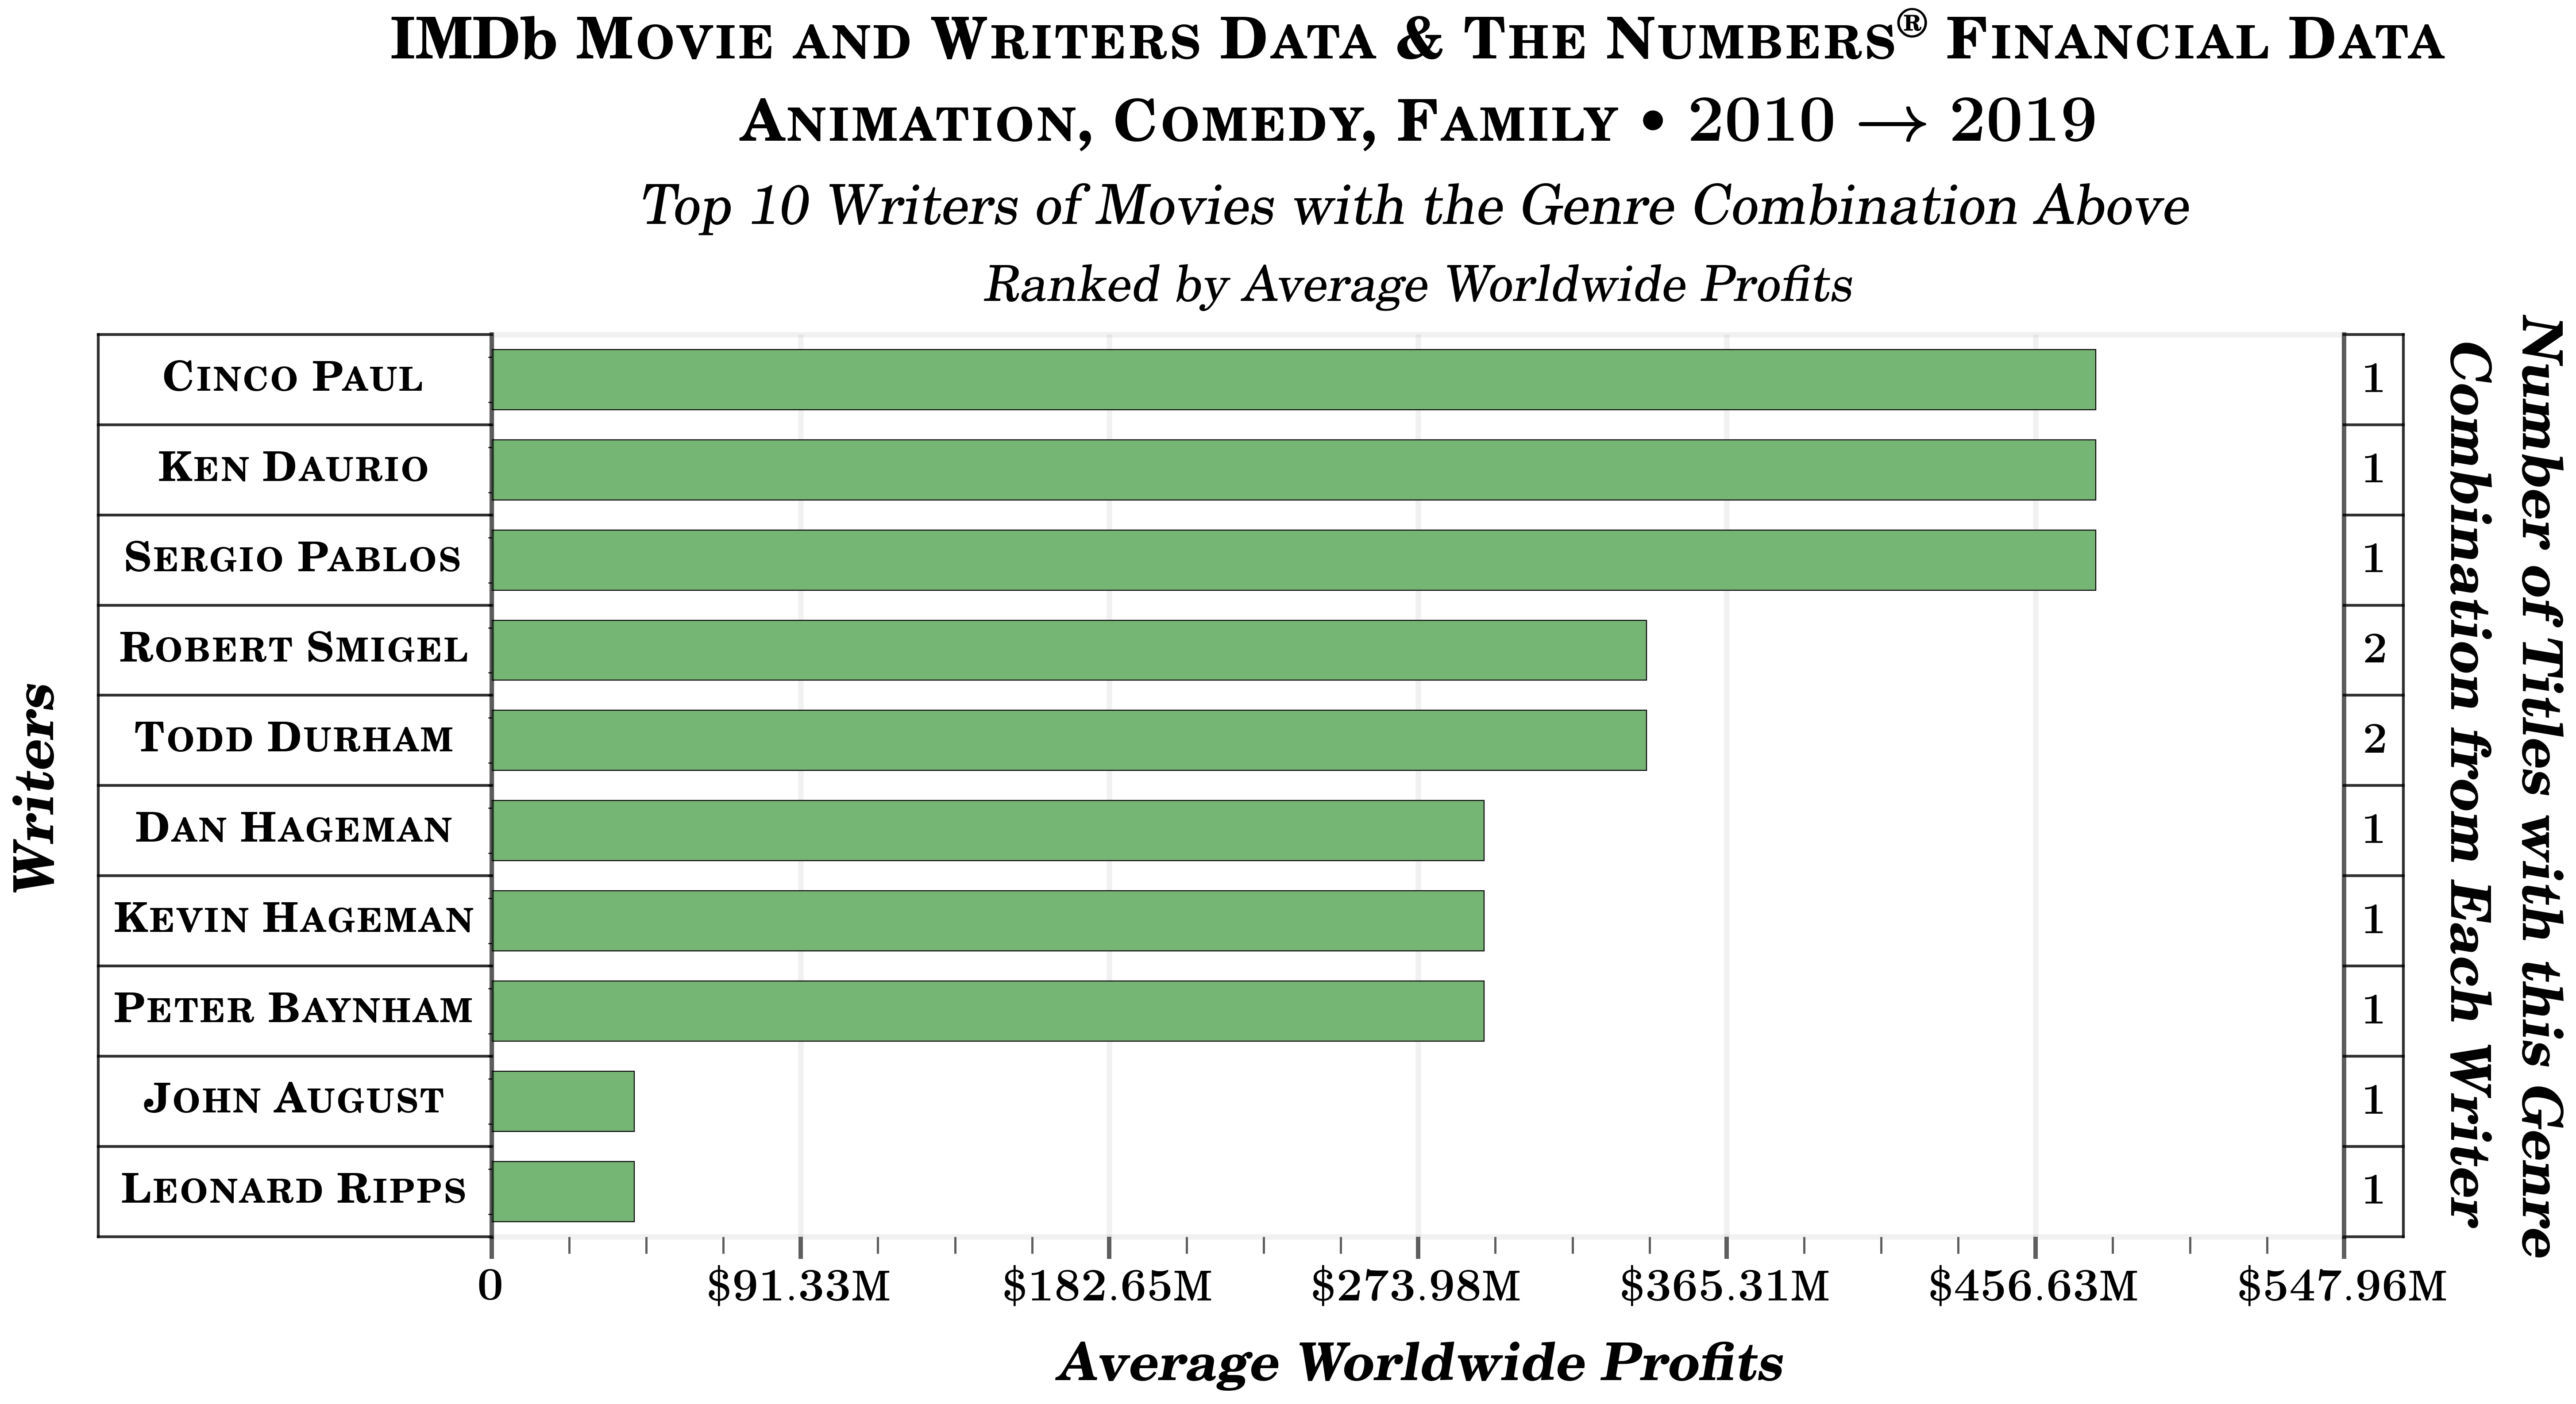 IMDb Movie and Writers Data & The Numbers® Financial Data
Animation, Comedy, Family • 2010 → 2019
Top 10 Writers of Movies with the Genre Combination Above
Ranked by Average Worldwide Profits
Writers
Cinco Paul 1
Ken Daurio 1
Sergio Pablos 1
Robert Smigel 2
Todd Durham 2
Dan Hageman 1
Kevin Hageman 1
Peter Baynham 1
John August 1
Leonard Ripps 1
0 $91.33M $182.65M $273.98M $365.31M $456.63M $547.96M
Average Worldwide Profits
Number of Titles with this Genre
Combination from Each Writer